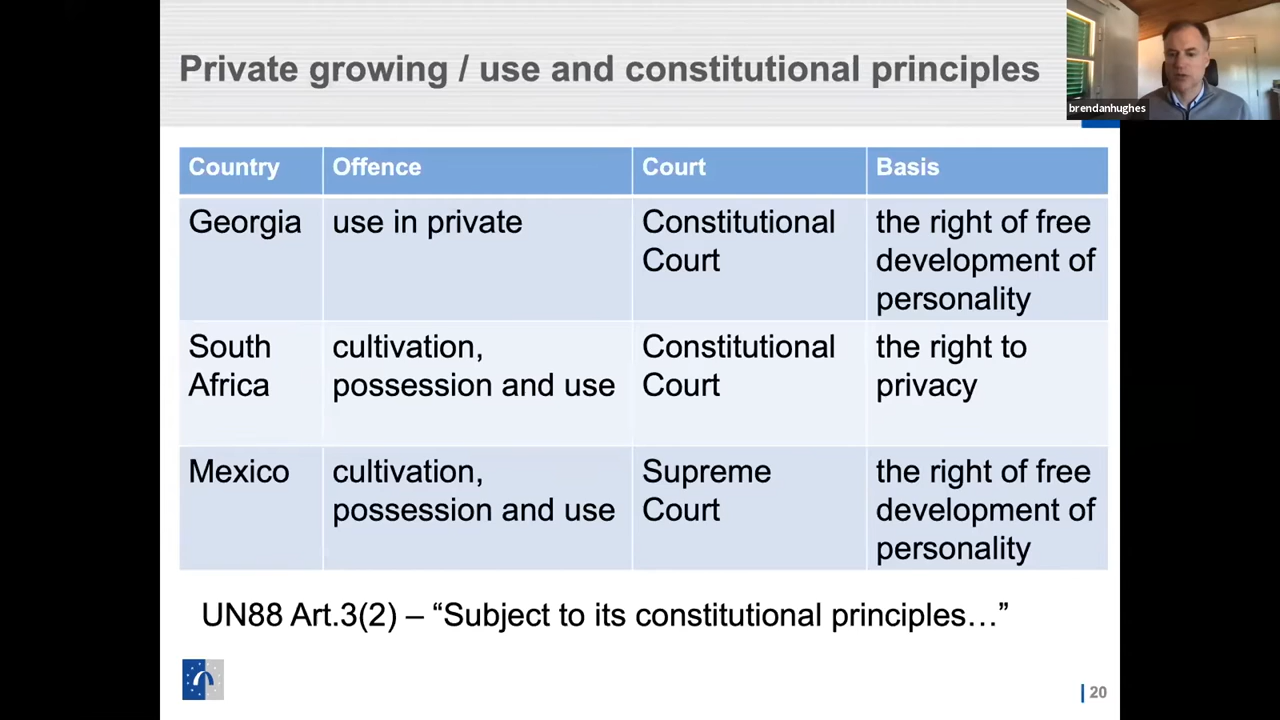 Private growing / use and constitutional principles
brendanhughes
Country Offence Court Basis
Georgia use in private Constitutional the right of free
Court development of
personality
South cultivation, Constitutional the right to
Africa possession and use Court privacy
Mexico cultivation, Supreme the right of free
possession and use Court development of
personality
UN88 Art.3(2) – “Subject to its constitutional principles…”
20